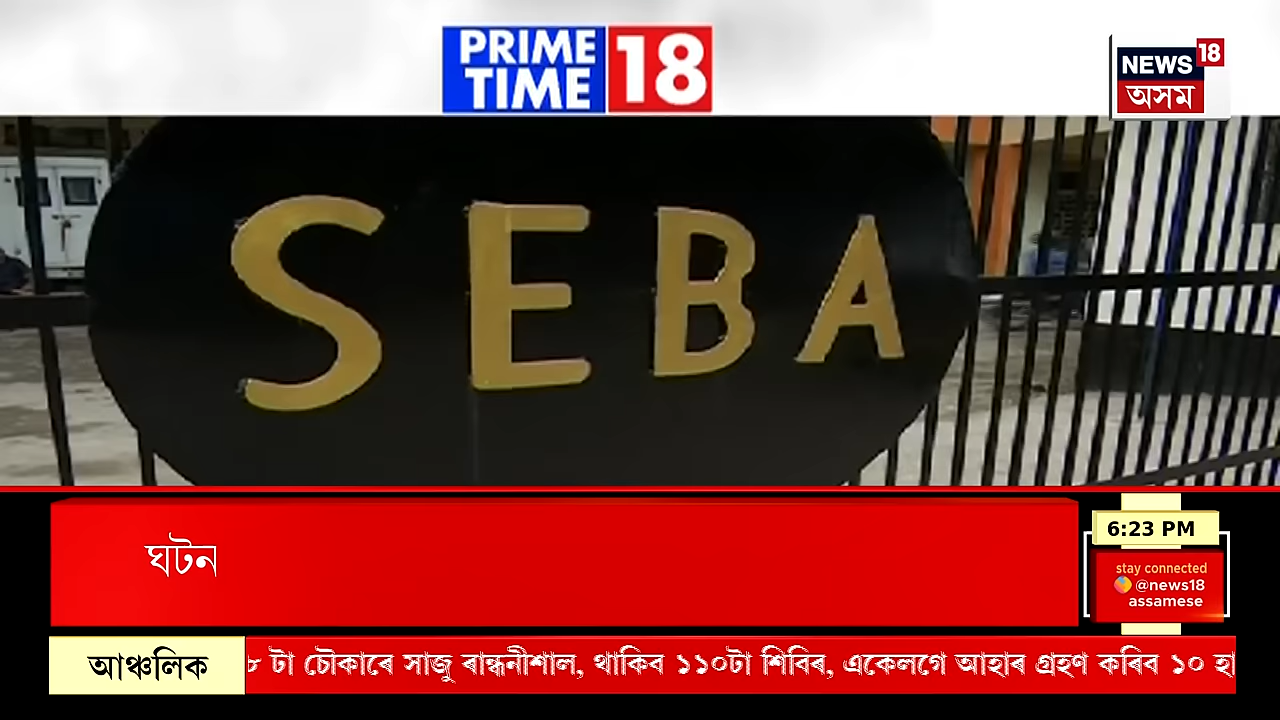 PRIME
TIME 18
NEWS 18
অসম
SEBA
ঘটন
6:23 PM
stay connected
@news18
assamese
আঞ্চলিক
৮ টা চৌকাৰে সাজু ৰান্ধনীশাল, থাকিব ১১০টা শিবিৰ, একেলগে আহাৰ গ্ৰহণ কৰিব ১০ হা